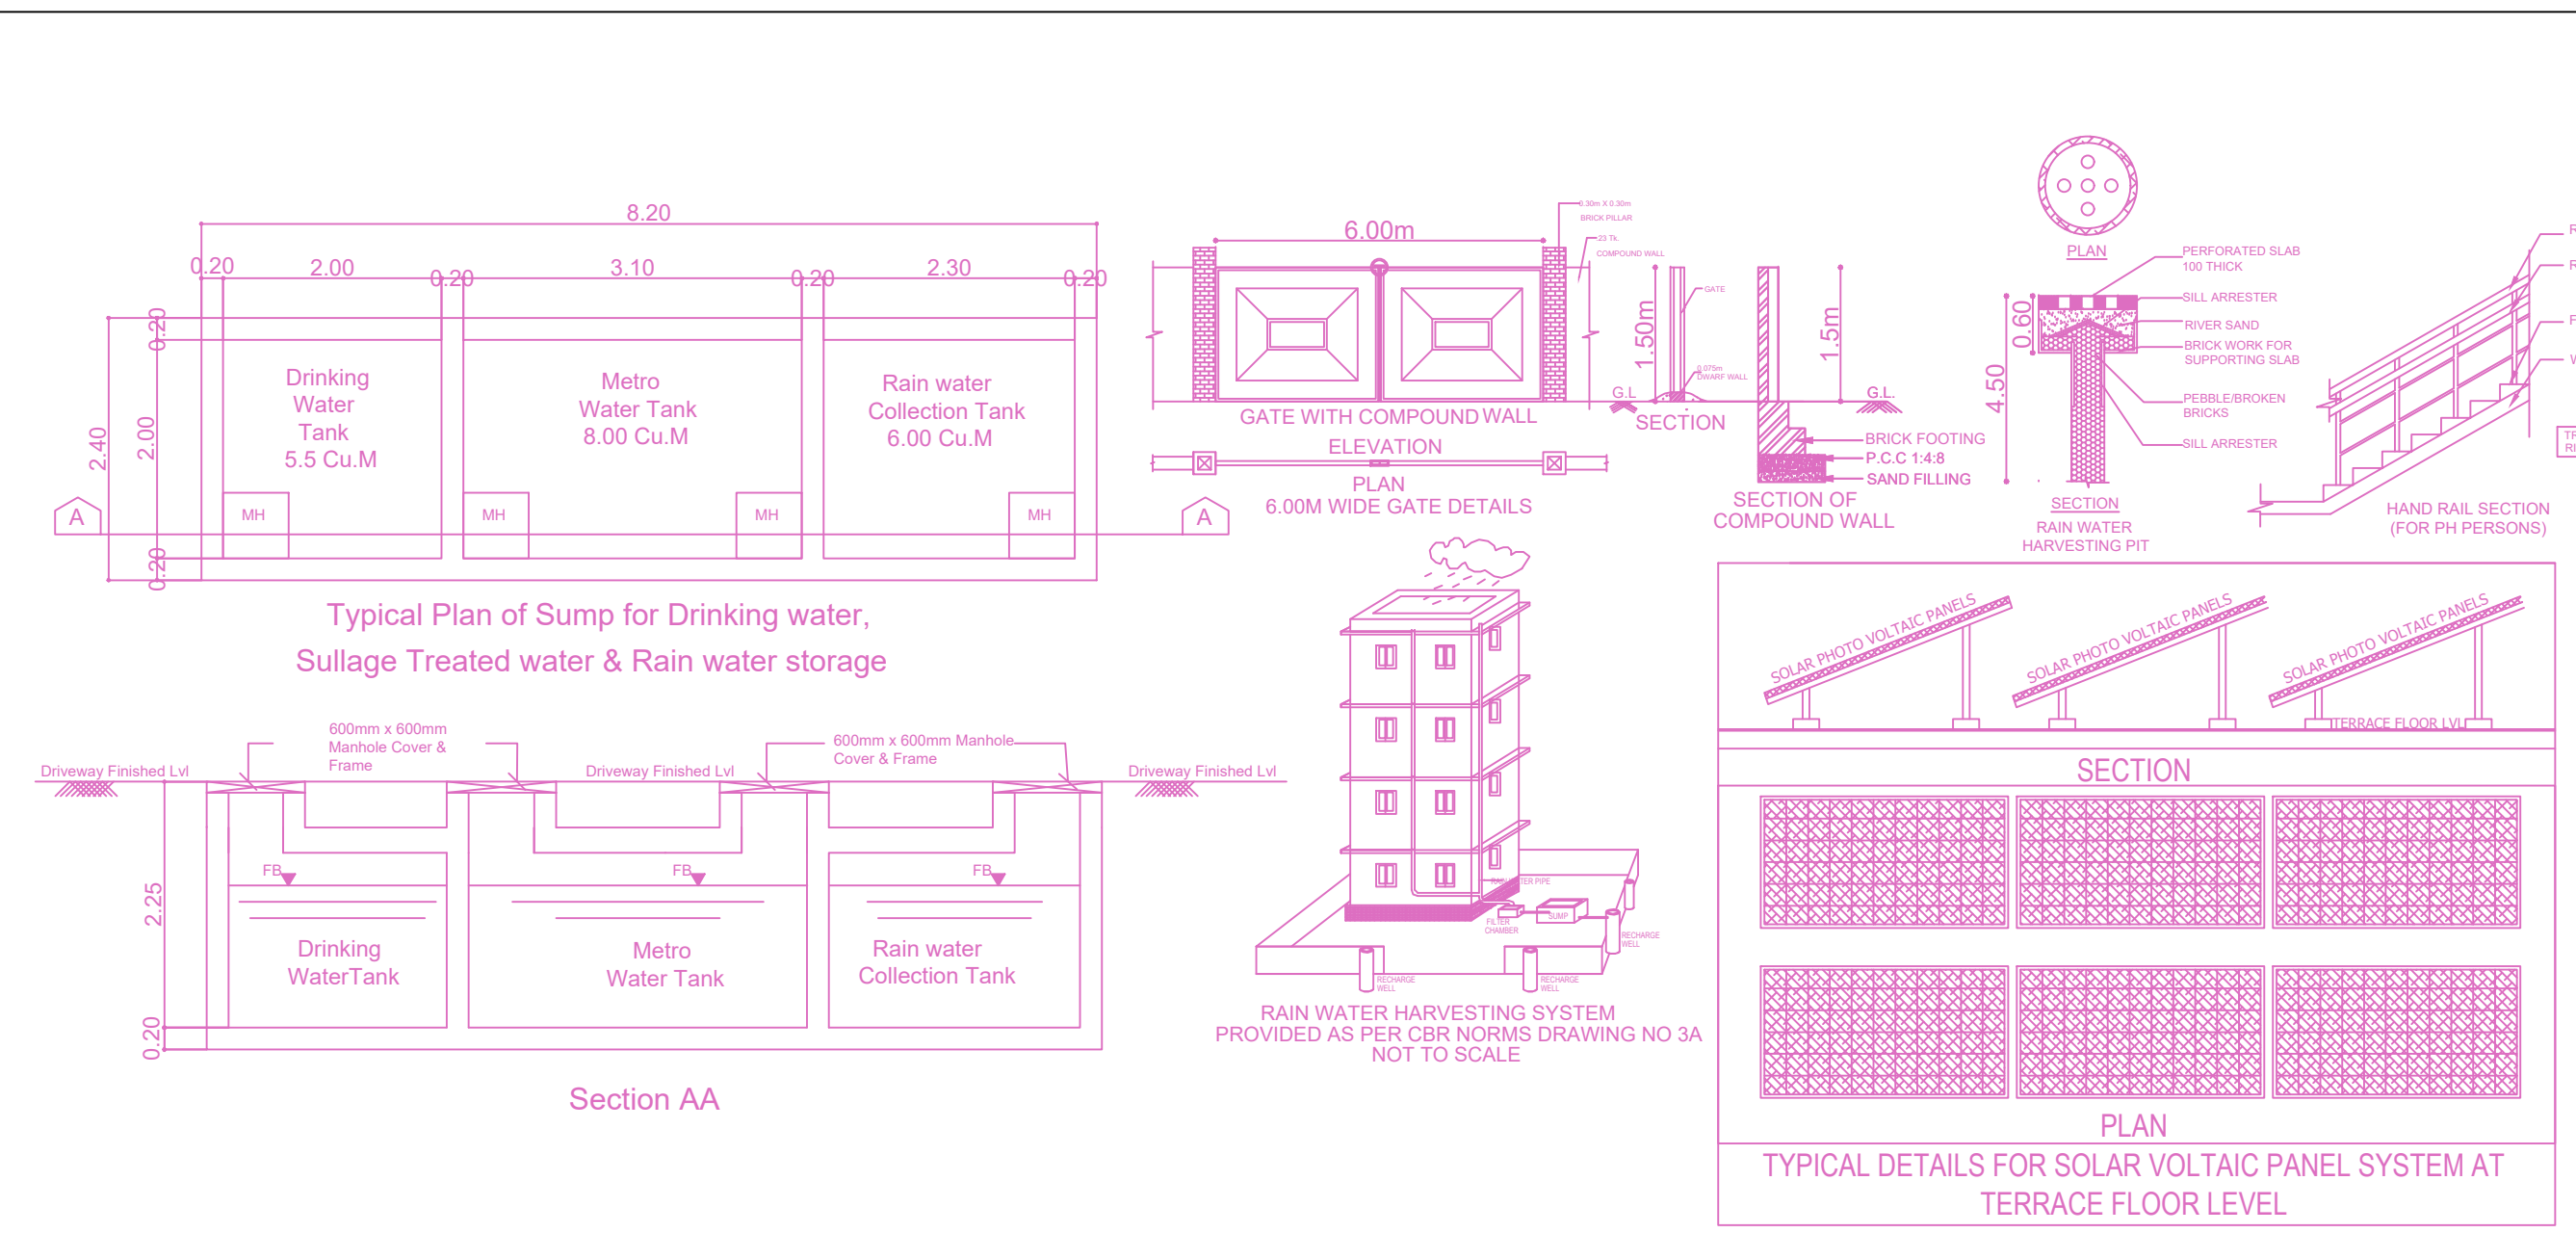 8.20
0.20
2.00
0.20
3.10
0.20
2.30
0.20
0.20
2.40
2.00
0.20
Drinking
Water
Tank
5.5 Cu.M
Metro
Water Tank
8.00 Cu.M
Rain water
Collection Tank
6.00 Cu.M
MH
MH
MH
MH
A
A
Typical Plan of Sump for Drinking water,
Sullage Treated water & Rain water storage
600mm x 600mm
Manhole Cover &
Frame
600mm x 600mm Manhole
Cover & Frame
Driveway Finished Lvl
Driveway Finished Lvl
Driveway Finished Lvl
FB
FB
FB
2.25
0.20
Drinking
WaterTank
Metro
Water Tank
Rain water
Collection Tank
Section AA
6.00m
0.30m X 0.30m
BRICK PILLAR
.23 Tk.
COMPOUND WALL
GATE WITH COMPOUND WALL
ELEVATION
PLAN
6.00M WIDE GATE DETAILS
1.50m
GATE
0.075m
DWARF WALL
G.L
SECTION
1.5m
G.L.
BRICK FOOTING
P.C.C 1:4:8
SAND FILLING
SECTION OF
COMPOUND WALL
PLAN
PERFORATED SLAB
100 THICK
SILL ARRESTER
RIVER SAND
BRICK WORK FOR
SUPPORTING SLAB
PEBBLE/BROKEN
BRICKS
SILL ARRESTER
0.60
4.50
SECTION
RAIN WATER
HARVESTING PIT
HAND RAIL SECTION
(FOR PH PERSONS)
FILTER
CHAMBER
SUMP
RECHARGE
WELL
RECHARGE
WELL
RECHARGE
WELL
RAIN WATER HARVESTING SYSTEM
PROVIDED AS PER CBR NORMS DRAWING NO 3A
NOT TO SCALE
SOLAR PHOTO VOLTAIC PANELS
SOLAR PHOTO VOLTAIC PANELS
SOLAR PHOTO VOLTAIC PANELS
TERRACE FLOOR LVL
SECTION
PLAN
TYPICAL DETAILS FOR SOLAR VOLTAIC PANEL SYSTEM AT
TERRACE FLOOR LEVEL